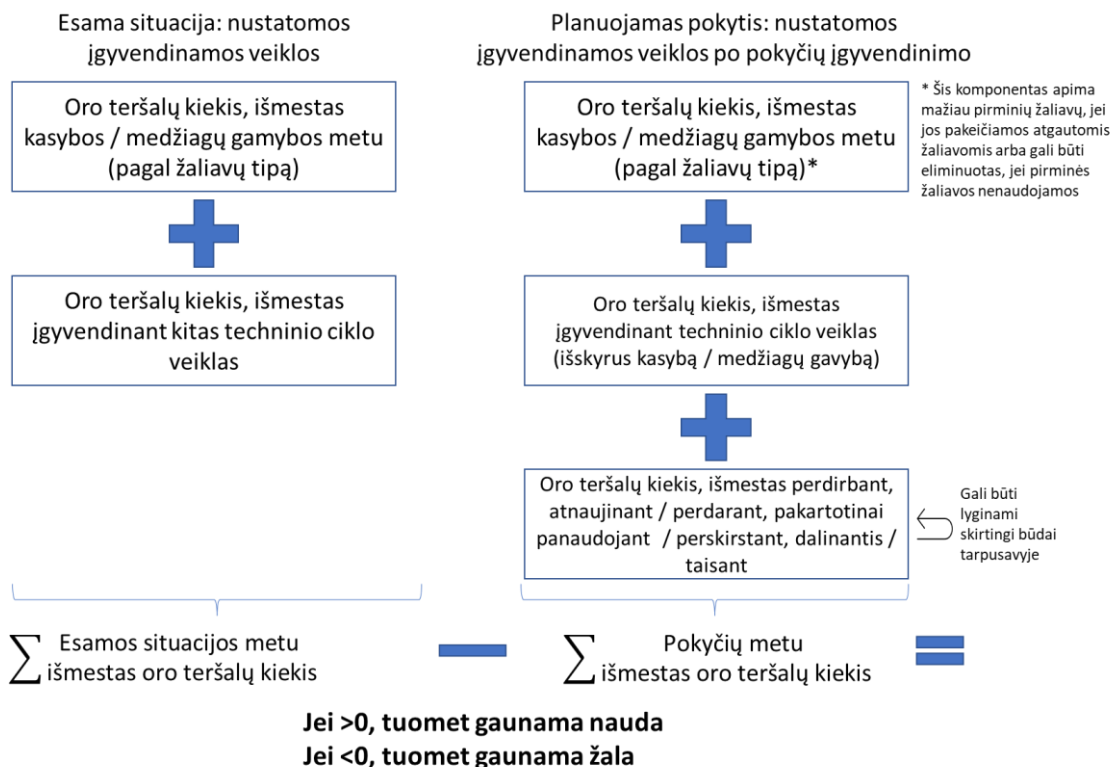 Esama situacija: nustatomos
įgyvendinamos veiklos
Oro teršalų kiekis, išmestas
kasybos / medžiagų gamybos metu
(pagal žaliavų tipą)
Oro teršalų kiekis, išmestas
įgyvendinant kitas techninio ciklo
veiklas
Planuojamas pokytis: nustatomos
įgyvendinamos veiklos po pokyčių įgyvendinimo
Oro teršalų kiekis, išmestas
kasybos / medžiagų gamybos metu
(pagal žaliavų tipą)*
* Šis komponentas apima
mažiau pirminių žaliavų, jei
jos pakeičiamos atgautomis
žaliavomis arba gali būti
eliminuotas, jei pirminės
žaliavos nenaudojamos
Oro teršalų kiekis, išmestas
įgyvendinant techninio ciklo veiklas
(išskyrus kasybą / medžiagų gavybą)
Oro teršalų kiekis, išmestas perdirbant,
atnaujinant / perdarant, pakartotinai
panaudojant / perskirstant, dalinantis /
taisant
Gali būti
lyginami
skirtingi būdai
tarpusavyje
∑ Esamos situacijos metu
išmestas oro teršalų kiekis
∑ Pokyčių metu
išmestas oro teršalų kiekis
Jei >0, tuomet gaunama nauda
Jei <0, tuomet gaunama žala